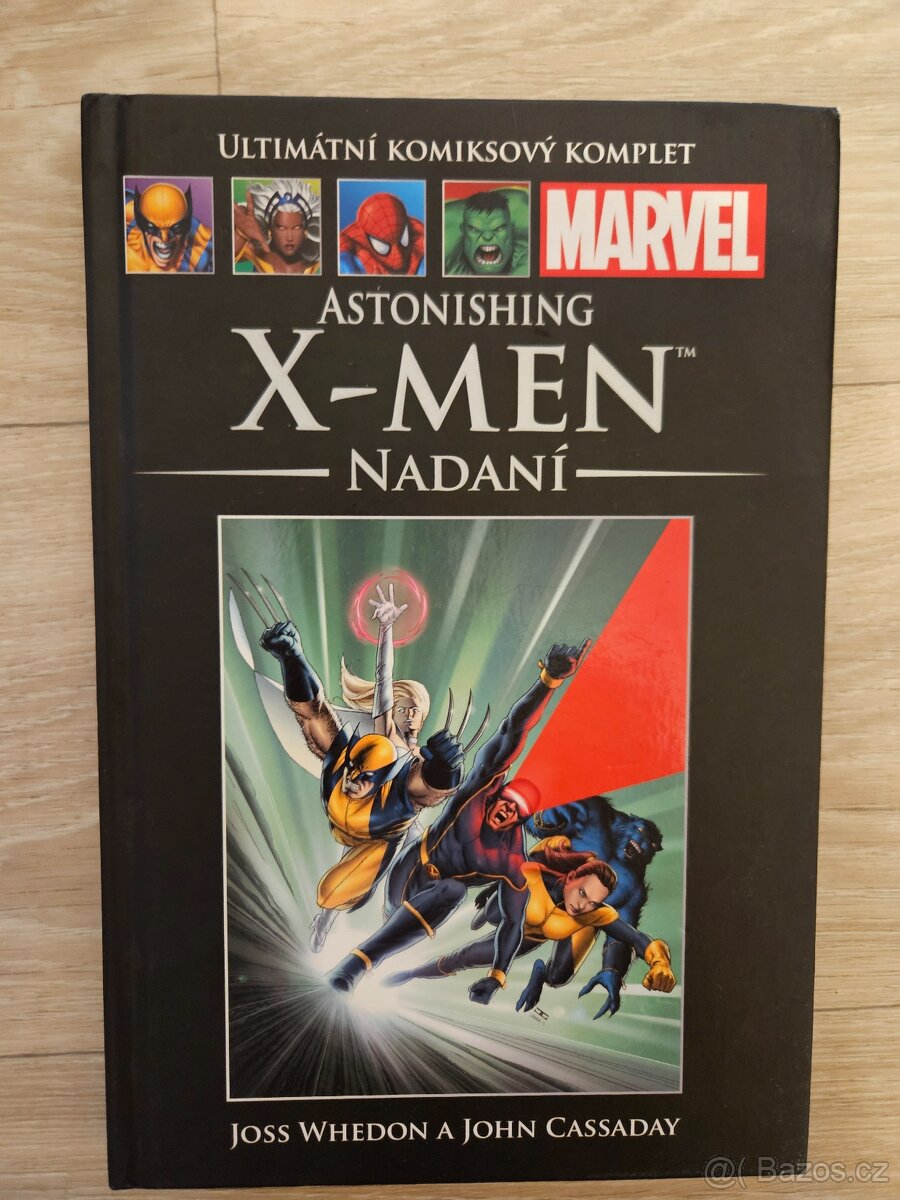 ULTIMÁTNÍ KOMIKSOVÝ KOMPLET
MARVEL
ASTONISHING
X-MEN™
NADANÍ
JOSS WHEDON A JOHN CASSADAY
@( Bazos.cz